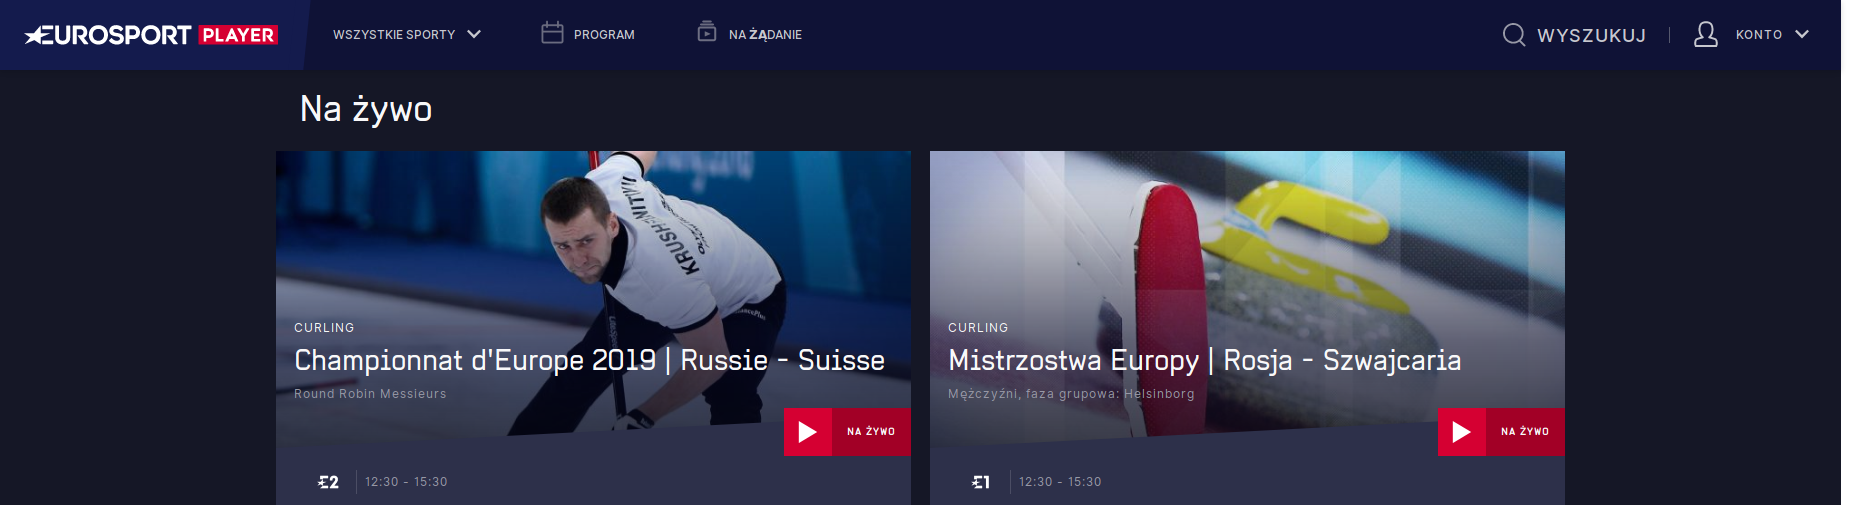 EUROSPORT PLAYER
WSZYSTKIE SPORTY
PROGRAM
NA ŻĄDANIE
WYSZUKUJ
KONTO
Na żywo
KRUSHELNITKII
CURLING
Championnat d'Europe 2019 | Russie - Suisse
Round Robin Messieurs
NA ŻYWO
E2
12:30 - 15:30
CURLING
Mistrzostwa Europy | Rosja - Szwajcaria
Mężczyźni, faza grupowa: Helsinborg
NA ŻYWO
E1
12:30 - 15:30